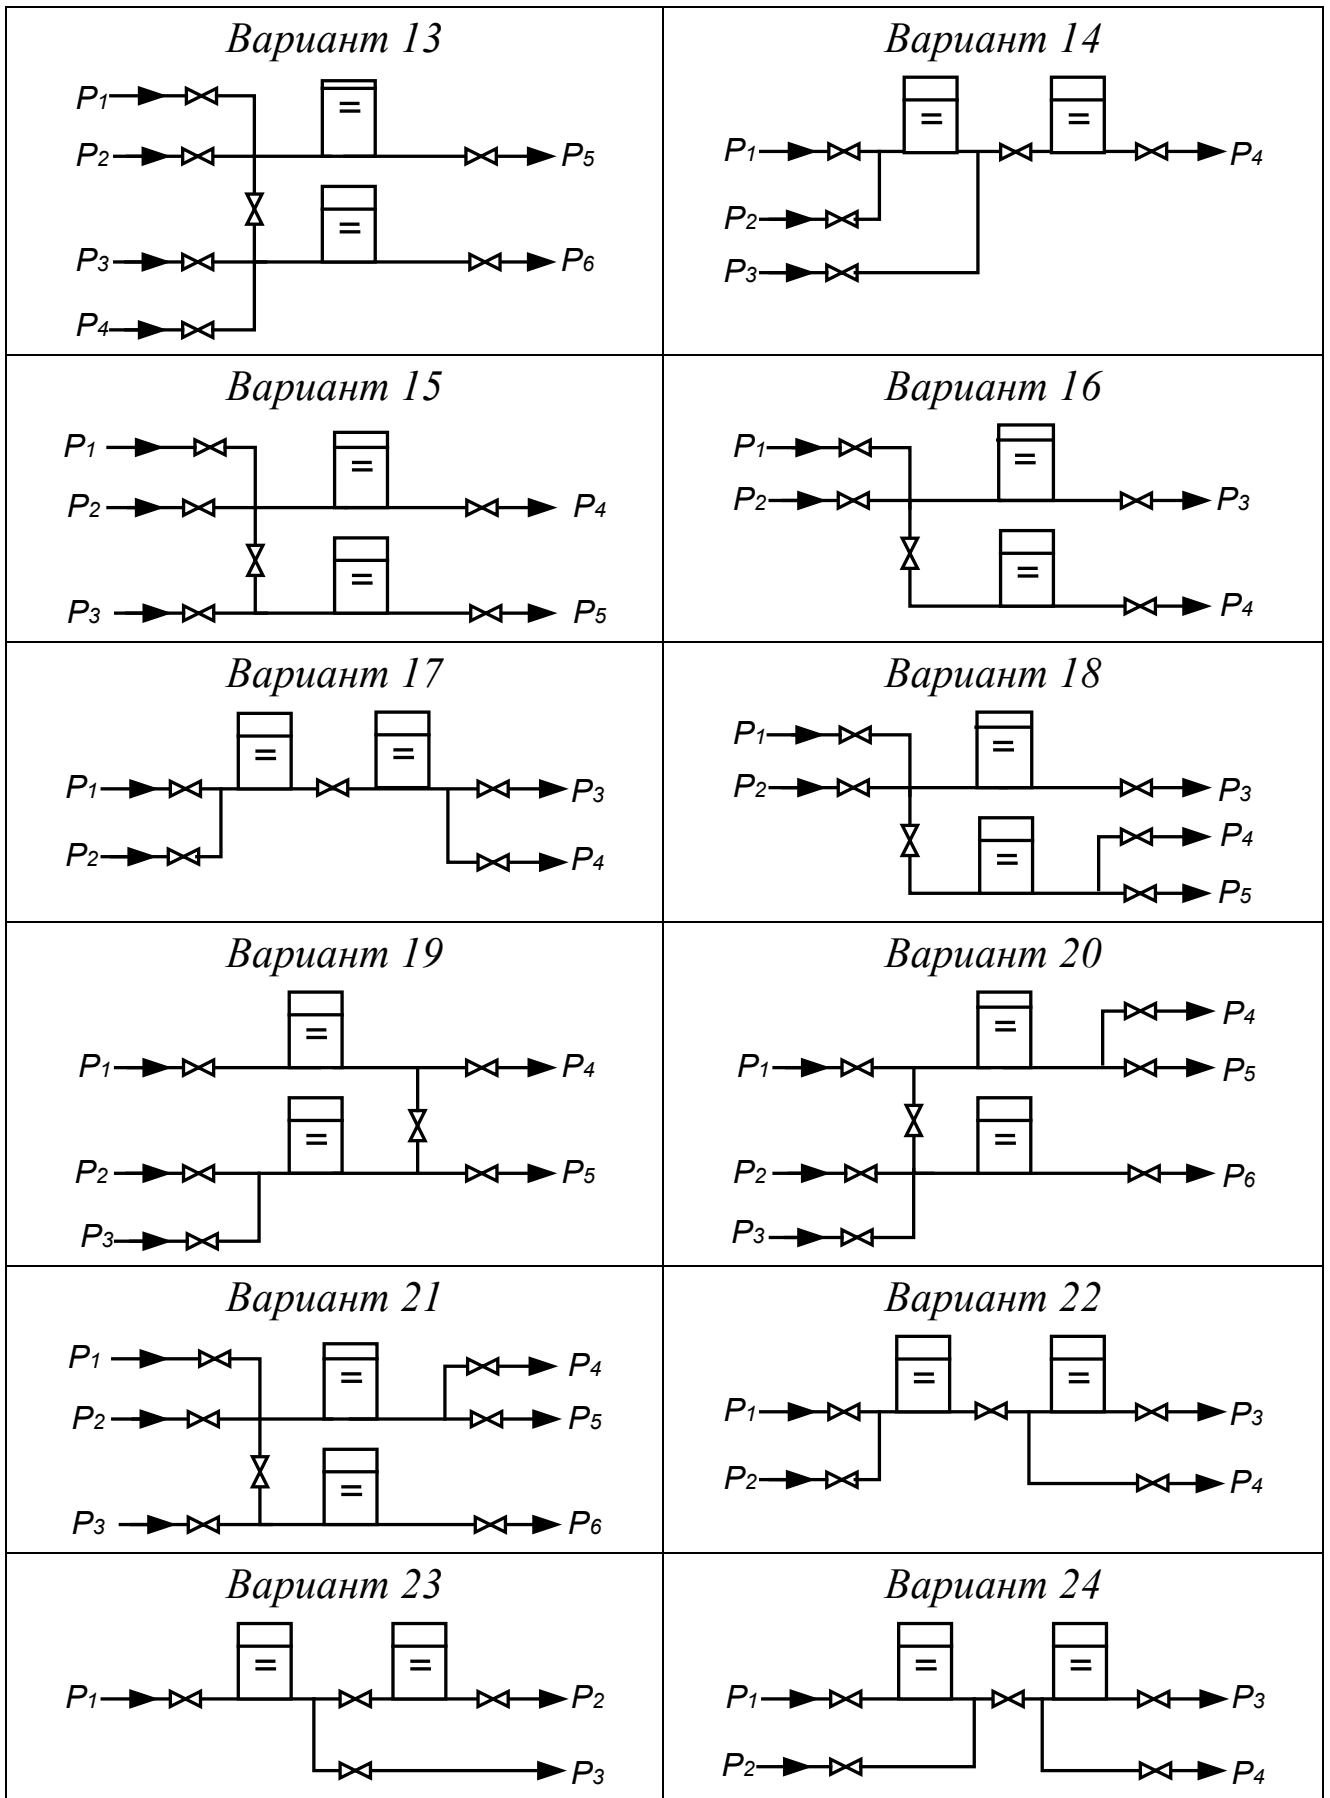 Вариант 13
P1
P2
P5
P3
P6
P4
Вариант 14
P1
P4
P2
P3
Вариант 15
P1
P2
P4
P3
P5
Вариант 16
P1
P2
P3
P4
Вариант 17
P1
P3
P2
P4
Вариант 18
P1
P2
P3
P4
P5
Вариант 19
P1
P4
P2
P5
P3
Вариант 20
P4
P1
P5
P2
P6
P3
Вариант 21
P1
P4
P2
P5
P3
P6
Вариант 22
P1
P3
P2
P4
Вариант 23
P1
P2
P3
Вариант 24
P1
P3
P2
P4